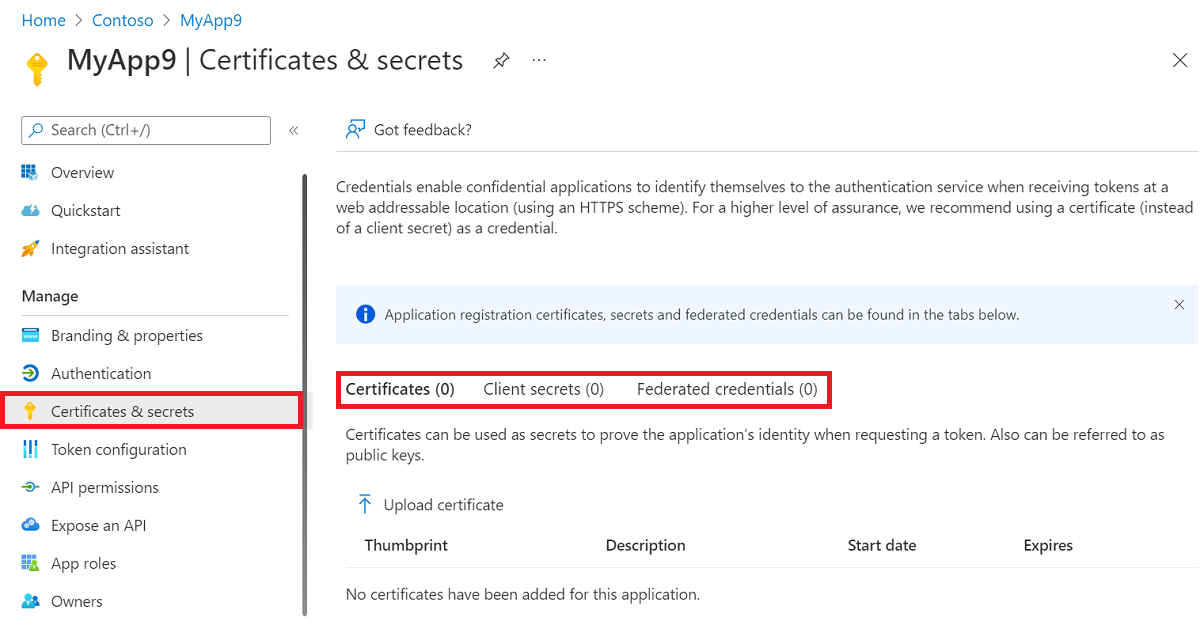 Home > Contoso > MyApp9
MyApp9 | Certificates & secrets ...
Search (Ctrl+/)
«
Overview
Quickstart
Integration assistant
Manage
Branding & properties
Authentication
Certificates & secrets
Token configuration
API permissions
Expose an API
App roles
Owners
Got feedback?
Credentials enable confidential applications to identify themselves to the authentication service when receiving tokens at a
web addressable location (using an HTTPS scheme). For a higher level of assurance, we recommend using a certificate (instead
of a client secret) as a credential.
Application registration certificates, secrets and federated credentials can be found in the tabs below.
Certificates (0) Client secrets (0) Federated credentials (0)
Certificates can be used as secrets to prove the application's identity when requesting a token. Also can be referred to as
public keys.
Upload certificate
Thumbprint Description Start date Expires
No certificates have been added for this application.